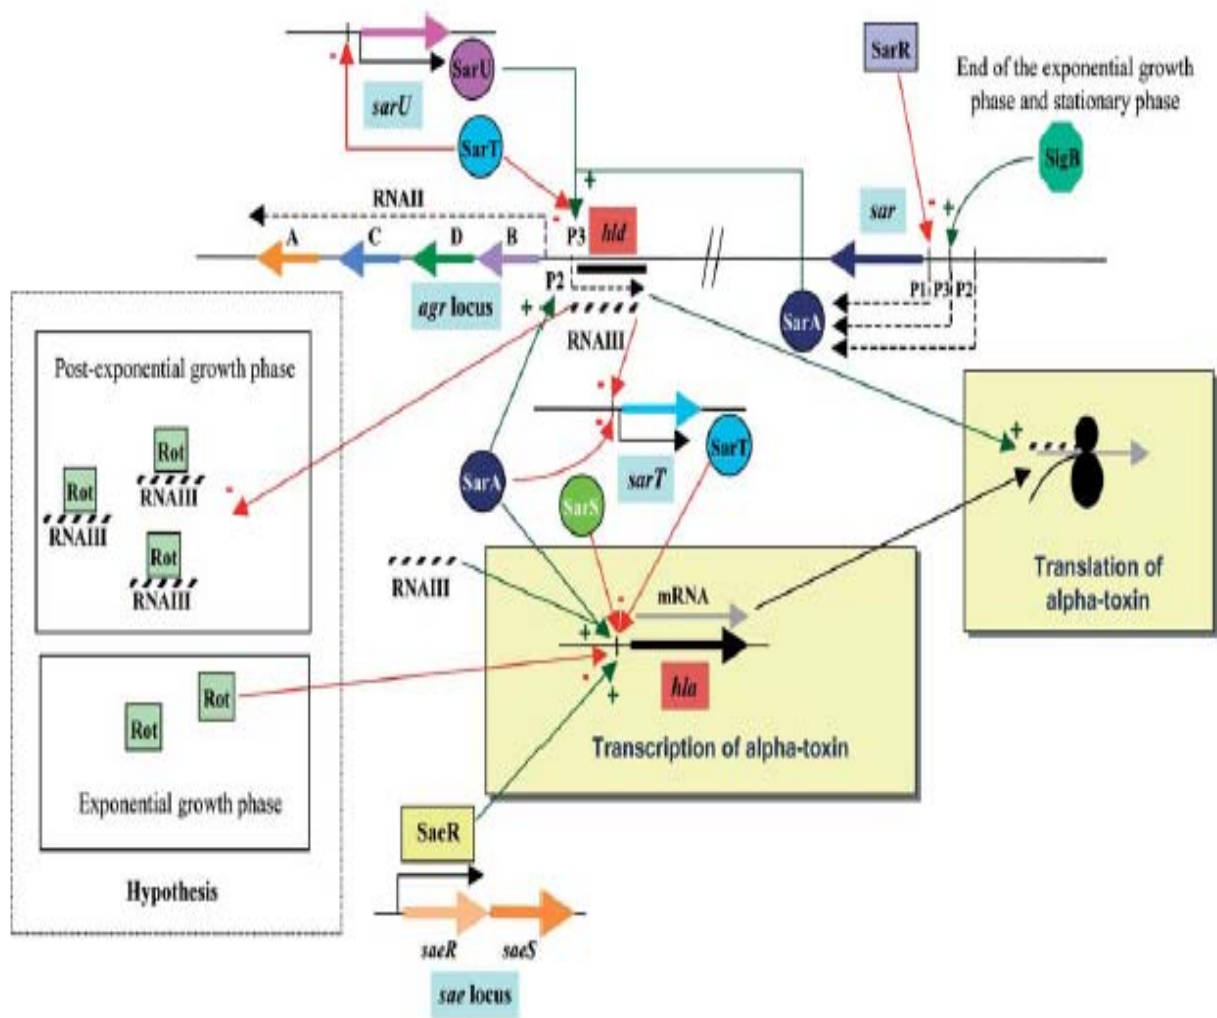 SarU
sarU
SarT
-
SarR
End of the exponential growth
phase and stationary phase
SigB
RNAII
-
+
P3
hld
sar
-
+
A
C
D
B
P2
agr locus
+
RNAIII
P1
P3
P2
SarA
Post-exponential growth phase
Rot
RNAIII
Rot
RNAIII
Rot
RNAIII
-
-
-
SarT
sarT
SarA
SarS
+
Translation of
alpha-toxin
RNAIII
mRNA
-
+
-
+
hla
Transcription of alpha-toxin
Rot
Rot
Exponential growth phase
Hypothesis
SaeR
saeR
saeS
sae locus